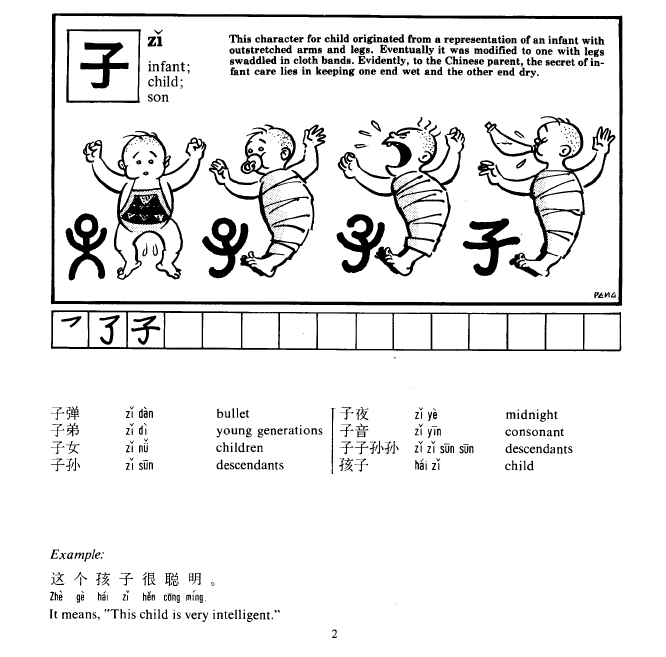 子
zǐ
infant;
child;
son
This character for child originated from a representation of an infant with
outstretched arms and legs. Eventually it was modified to one with legs
swaddled in cloth bands. Evidently, to the Chinese parent, the secret of in-
fant care lies in keeping one end wet and the other end dry.
子
PENG
乛 了 子
子弹 zǐ dàn bullet
子弟 zǐ dì young generations
子女 zǐ nǚ children
子孙 zǐ sūn descendants
子夜 zǐ yè midnight
子音 zǐ yīn consonant
子子孙孙 zǐ zǐ sūn sūn descendants
孩子 hái zǐ child
Example:
这个孩子很聪明。
Zhè gè hái zǐ hěn cōng míng.
It means, "This child is very intelligent."
2